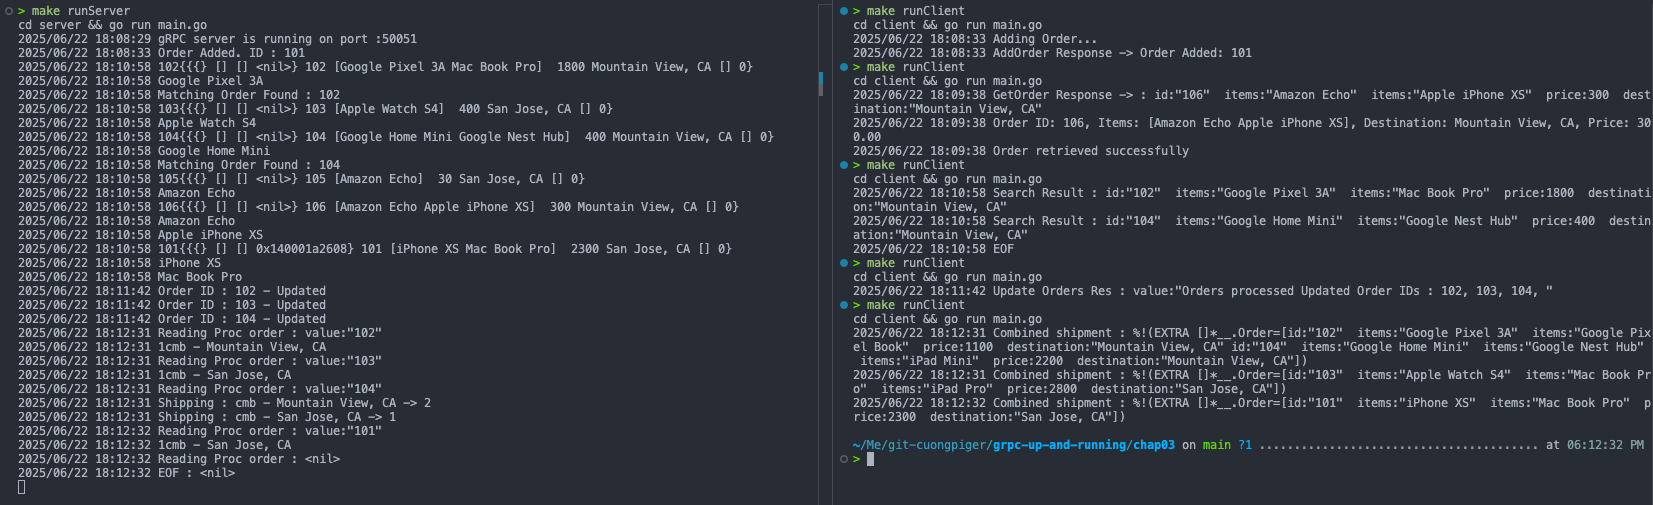 > make runServer
cd server && go run main.go
2025/06/22 18:08:29 gRPC server is running on port :50051
2025/06/22 18:08:33 Order Added. ID : 101
2025/06/22 18:10:58 102{{{} [] [] <nil>} 102 [Google Pixel 3A Mac Book Pro]  1800 Mountain View, CA [] 0}
2025/06/22 18:10:58 Google Pixel 3A
2025/06/22 18:10:58 Matching Order Found : 102
2025/06/22 18:10:58 103{{{} [] [] <nil>} 103 [Apple Watch S4]  400 San Jose, CA [] 0}
2025/06/22 18:10:58 Apple Watch S4
2025/06/22 18:10:58 104{{{} [] [] <nil>} 104 [Google Home Mini Google Nest Hub]  400 Mountain View, CA [] 0}
2025/06/22 18:10:58 Google Home Mini
2025/06/22 18:10:58 Matching Order Found : 104
2025/06/22 18:10:58 105{{{} [] [] <nil>} 105 [Amazon Echo]  30 San Jose, CA [] 0}
2025/06/22 18:10:58 Amazon Echo
2025/06/22 18:10:58 106{{{} [] [] <nil>} 106 [Amazon Echo Apple iPhone XS]  300 Mountain View, CA [] 0}
2025/06/22 18:10:58 Amazon Echo
2025/06/22 18:10:58 Apple iPhone XS
2025/06/22 18:10:58 101{{{} [] [] 0x140001a2608} 101 [iPhone XS Mac Book Pro]  2300 San Jose, CA [] 0}
2025/06/22 18:10:58 iPhone XS
2025/06/22 18:10:58 Mac Book Pro
2025/06/22 18:11:42 Order ID : 102 - Updated
2025/06/22 18:11:42 Order ID : 103 - Updated
2025/06/22 18:11:42 Order ID : 104 - Updated
2025/06/22 18:12:31 Reading Proc order : value:"102"
2025/06/22 18:12:31 1cmb - Mountain View, CA
2025/06/22 18:12:31 Reading Proc order : value:"103"
2025/06/22 18:12:31 1cmb - San Jose, CA
2025/06/22 18:12:31 Reading Proc order : value:"104"
2025/06/22 18:12:31 Shipping : cmb - Mountain View, CA -> 2
2025/06/22 18:12:31 Shipping : cmb - San Jose, CA -> 1
2025/06/22 18:12:32 Reading Proc order : value:"101"
2025/06/22 18:12:32 1cmb - San Jose, CA
2025/06/22 18:12:32 Reading Proc order : <nil>
2025/06/22 18:12:32 EOF : <nil>
> make runClient
cd client && go run main.go
2025/06/22 18:08:33 Adding Order...
2025/06/22 18:08:33 AddOrder Response -> Order Added: 101
> make runClient
cd client && go run main.go
2025/06/22 18:09:38 GetOrder Response -> : id:"106"  items:"Amazon Echo"  items:"Apple iPhone XS"  price:300  dest
ination:"Mountain View, CA"
2025/06/22 18:09:38 Order ID: 106, Items: [Amazon Echo Apple iPhone XS], Destination: Mountain View, CA, Price: 30
0.00
2025/06/22 18:09:38 Order retrieved successfully
> make runClient
cd client && go run main.go
2025/06/22 18:10:58 Search Result : id:"102"  items:"Google Pixel 3A"  items:"Mac Book Pro"  price:1800  destinati
on:"Mountain View, CA"
2025/06/22 18:10:58 Search Result : id:"104"  items:"Google Home Mini"  items:"Google Nest Hub"  price:400  destin
ation:"Mountain View, CA"
2025/06/22 18:10:58 EOF
> make runClient
cd client && go run main.go
2025/06/22 18:11:42 Update Orders Res : value:"Orders processed Updated Order IDs : 102, 103, 104, "
> make runClient
cd client && go run main.go
2025/06/22 18:12:31 Combined shipment : %!(EXTRA []*__.Order=[id:"102"  items:"Google Pixel 3A"  items:"Google Pix
el Book"  price:1100  destination:"Mountain View, CA" id:"104"  items:"Google Home Mini"  items:"Google Nest Hub"
 items:"iPad Mini"  price:2200  destination:"Mountain View, CA"])
2025/06/22 18:12:31 Combined shipment : %!(EXTRA []*__.Order=[id:"103"  items:"Apple Watch S4"  items:"Mac Book Pr
o"  items:"iPad Pro"  price:2800  destination:"San Jose, CA"])
2025/06/22 18:12:32 Combined shipment : %!(EXTRA []*__.Order=[id:"101"  items:"iPhone XS"  items:"Mac Book Pro"  p
rice:2300  destination:"San Jose, CA"])
~/Me/git-cuongpiger/grpc-up-and-running/chap03 on main ?1 ..................................... at 06:12:32 PM
>